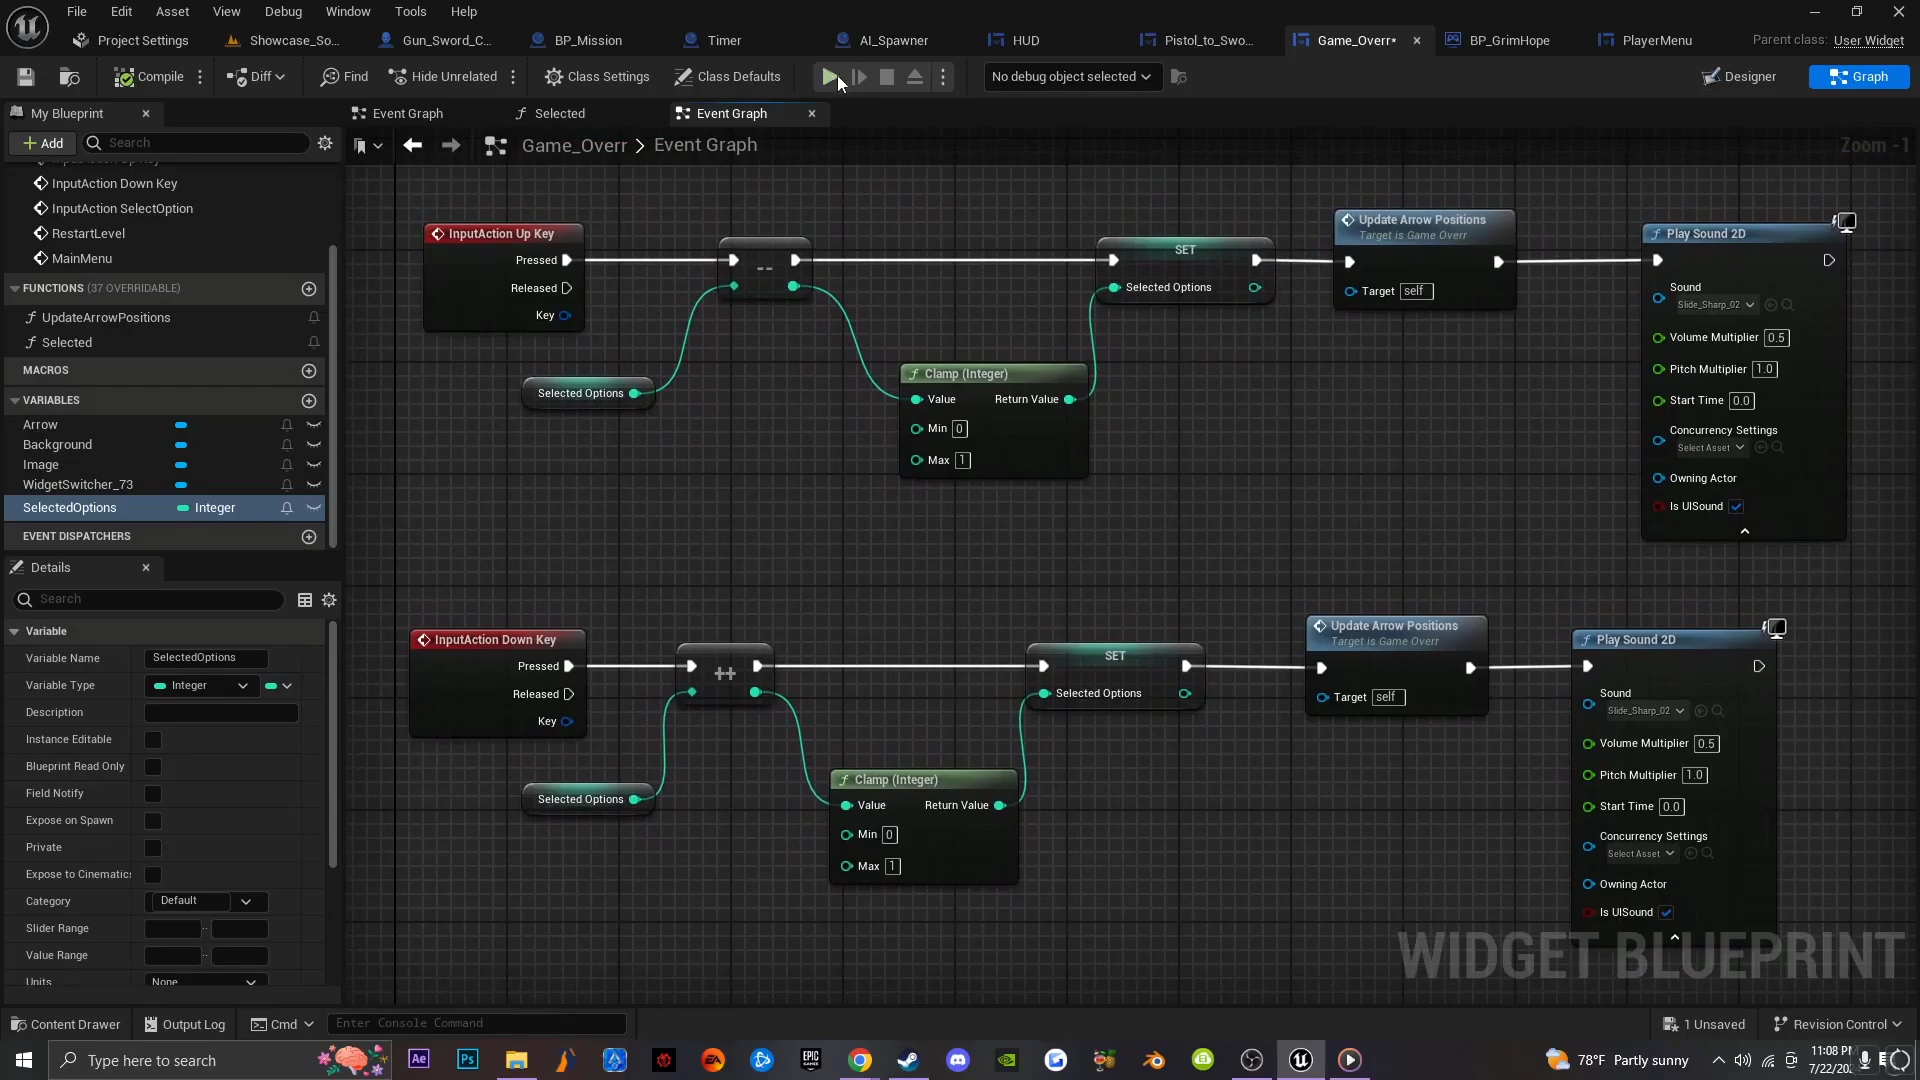 File Edit Asset View Debug Window Tools Help
Project Settings Showcase_So... Gun_Sword_C... BP_Mission Timer AI_Spawner HUD Pistol_to_Swo... Game_Overr* BP_GrimHope PlayerMenu Parent class: User Widget
Compile Diff Find Hide Unrelated Class Settings Class Defaults No debug object selected Designer Graph
My Blueprint Event Graph Selected Event Graph
Add Search Game_Overr > Event Graph Zoom -1
InputAction Down Key
InputAction SelectOption
RestartLevel
MainMenu
FUNCTIONS (37 OVERRIDABLE)
UpdateArrowPositions
Selected
MACROS
VARIABLES
Arrow
Background
Image
WidgetSwitcher_73
SelectedOptions Integer
EVENT DISPATCHERS
Details
Search
Variable
Variable Name SelectedOptions
Variable Type Integer
Description
Instance Editable
Blueprint Read Only
Field Notify
Expose on Spawn
Private
Expose to Cinematics
Category Default
Slider Range ..
Value Range ..
Units None
InputAction Up Key
Pressed
Released
Key
Selected Options
--
Clamp (Integer)
Value Return Value
Min 0
Max 1
SET
Selected Options
Update Arrow Positions
Target is Game Overr
Target self
Play Sound 2D
Sound
Slide_Sharp_02
Volume Multiplier 0.5
Pitch Multiplier 1.0
Start Time 0.0
Concurrency Settings
Select Asset
Owning Actor
Is UISound
InputAction Down Key
Pressed
Released
Key
Selected Options
++
Clamp (Integer)
Value Return Value
Min 0
Max 1
SET
Selected Options
Update Arrow Positions
Target is Game Overr
Target self
Play Sound 2D
Sound
Slide_Sharp_02
Volume Multiplier 0.5
Pitch Multiplier 1.0
Start Time 0.0
Concurrency Settings
Select Asset
Owning Actor
Is UISound
WIDGET BLUEPRINT
Content Drawer Output Log Cmd Enter Console Command 1 Unsaved Revision Control
Type here to search Ae Ps EA EPIC GAMES 78°F Partly sunny 11:08